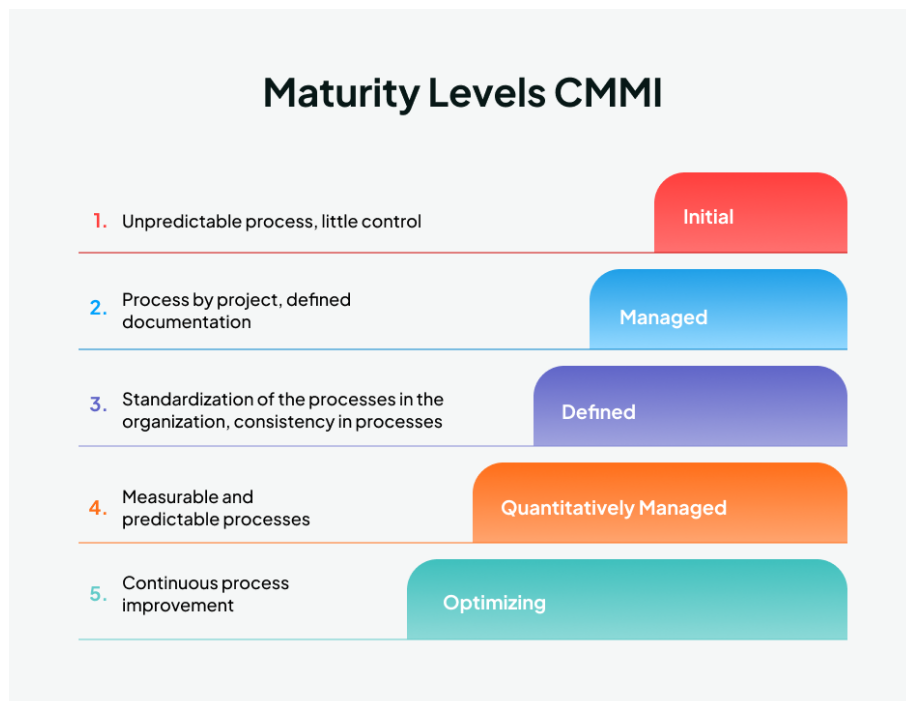 Maturity Levels CMMI
1. Unpredictable process, little control
Initial
2. Process by project, defined
documentation
Managed
3. Standardization of the processes in the
organization, consistency in processes
Defined
4. Measurable and
predictable processes
Quantitatively Managed
5. Continuous process
improvement
Optimizing